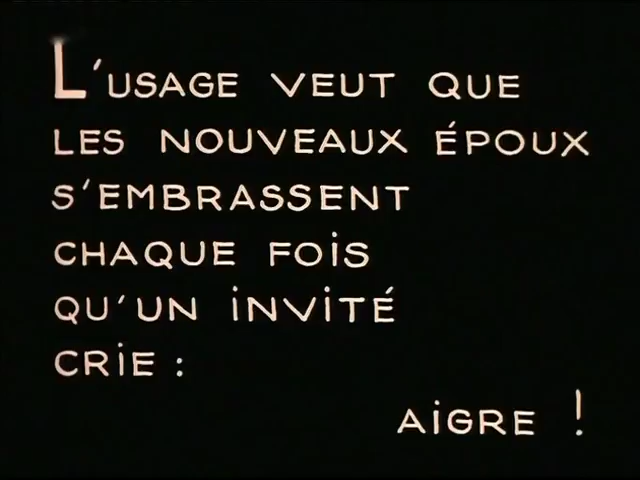 L'USAGE VEUT QUE
LES NOUVEAUX ÉPOUX
S'EMBRASSENT
CHAQUE FOIS
QU'UN INVITÉ
CRIE :
AIGRE !